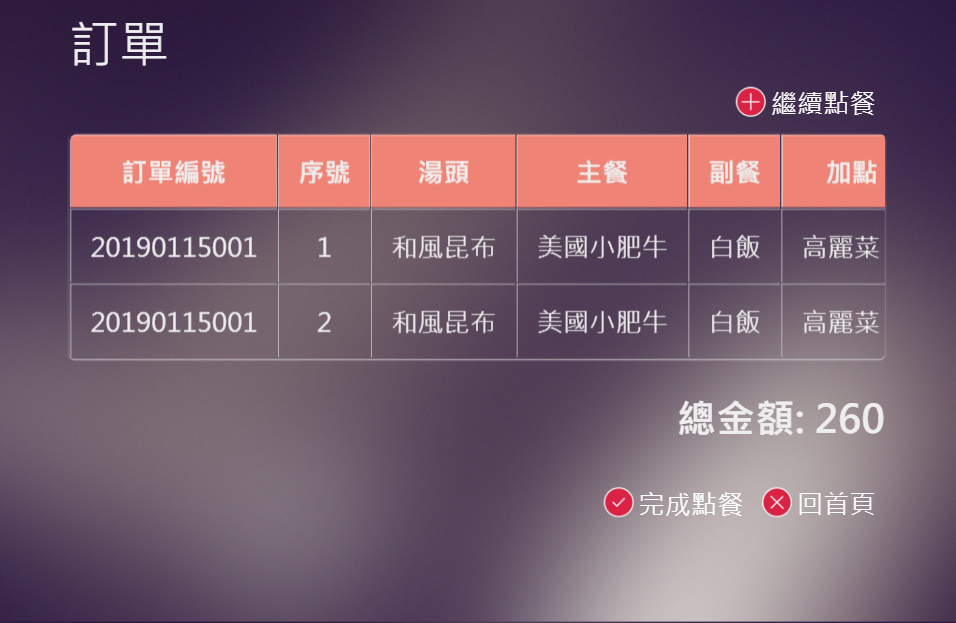 訂單
繼續點餐
訂單編號 序號 湯頭 主餐 副餐 加點
20190115001 1 和風昆布 美國小肥牛 白飯 高麗菜
20190115001 2 和風昆布 美國小肥牛 白飯 高麗菜
總金額: 260
完成點餐 回首頁